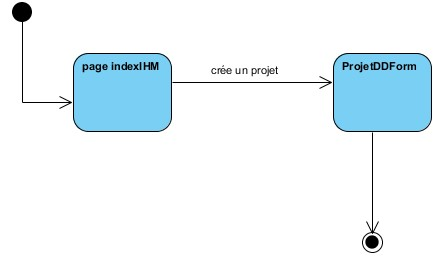 page indexIHM
crée un projet
ProjetDDForm